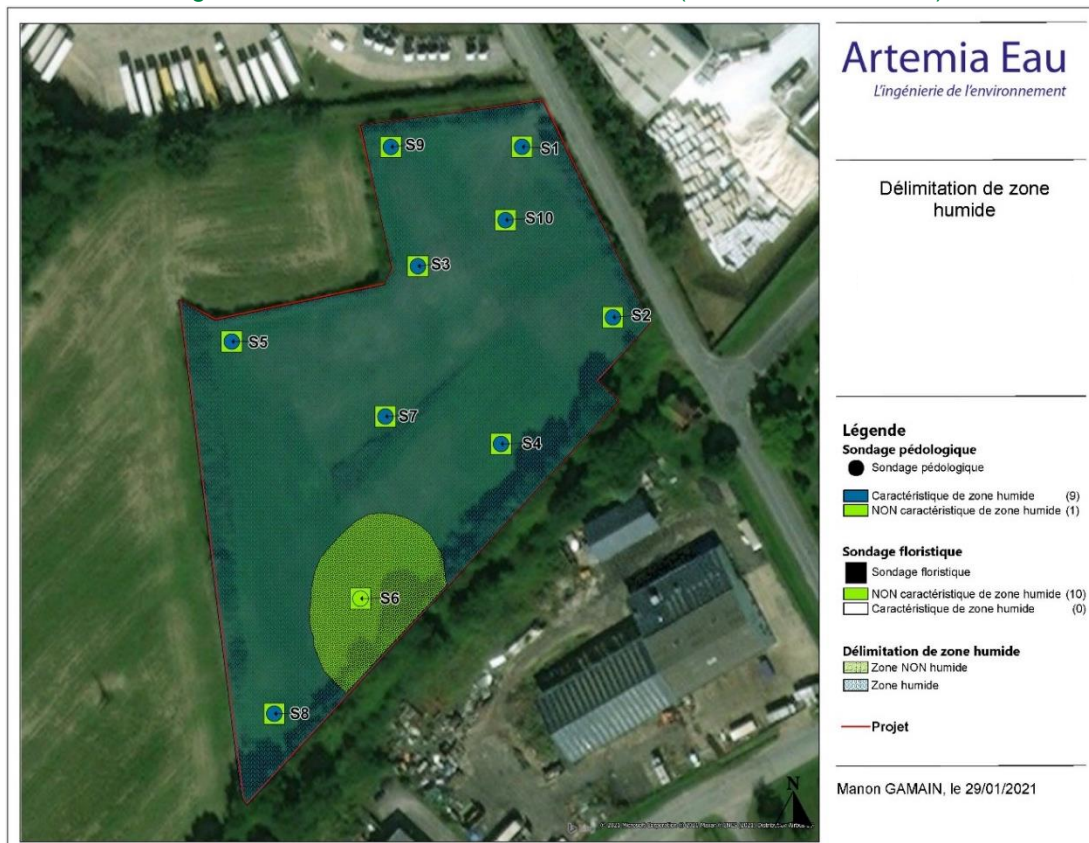 Artemia Eau
L'ingénierie de l'environnement
Délimitation de zone
humide
S9
S1
S10
S3
S2
S5
S7
S4
S6
S8
Légende
Sondage pédologique
Sondage pédologique
Caractéristique de zone humide (9)
NON caractéristique de zone humide (1)
Sondage floristique
Sondage floristique
NON caractéristique de zone humide (10)
Caractéristique de zone humide (0)
Délimitation de zone humide
Zone NON humide
Zone humide
Projet
N
Manon GAMAIN, le 29/01/2021